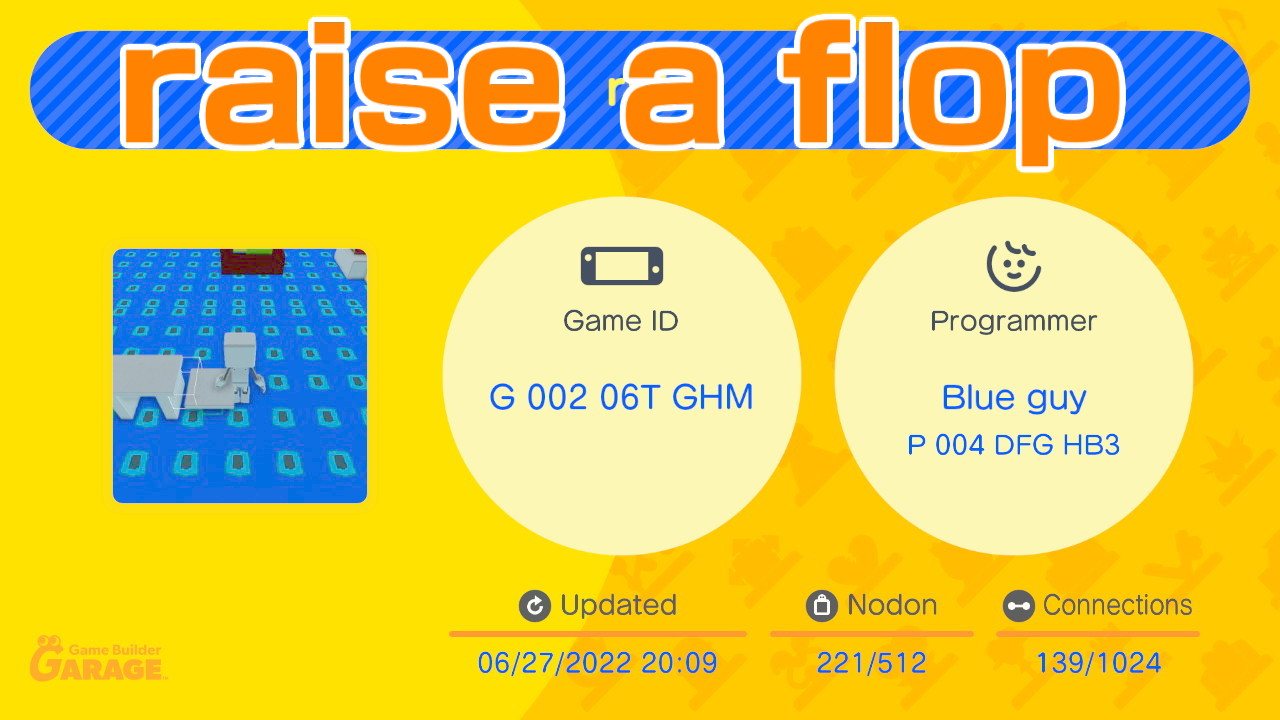 raise a flop
Game ID
G 002 06T GHM
Programmer
Blue guy
P 004 DFG HB3
Updated
Nodon
Connections
06/27/2022 20:09
221/512
139/1024
Game Builder
GARAGE